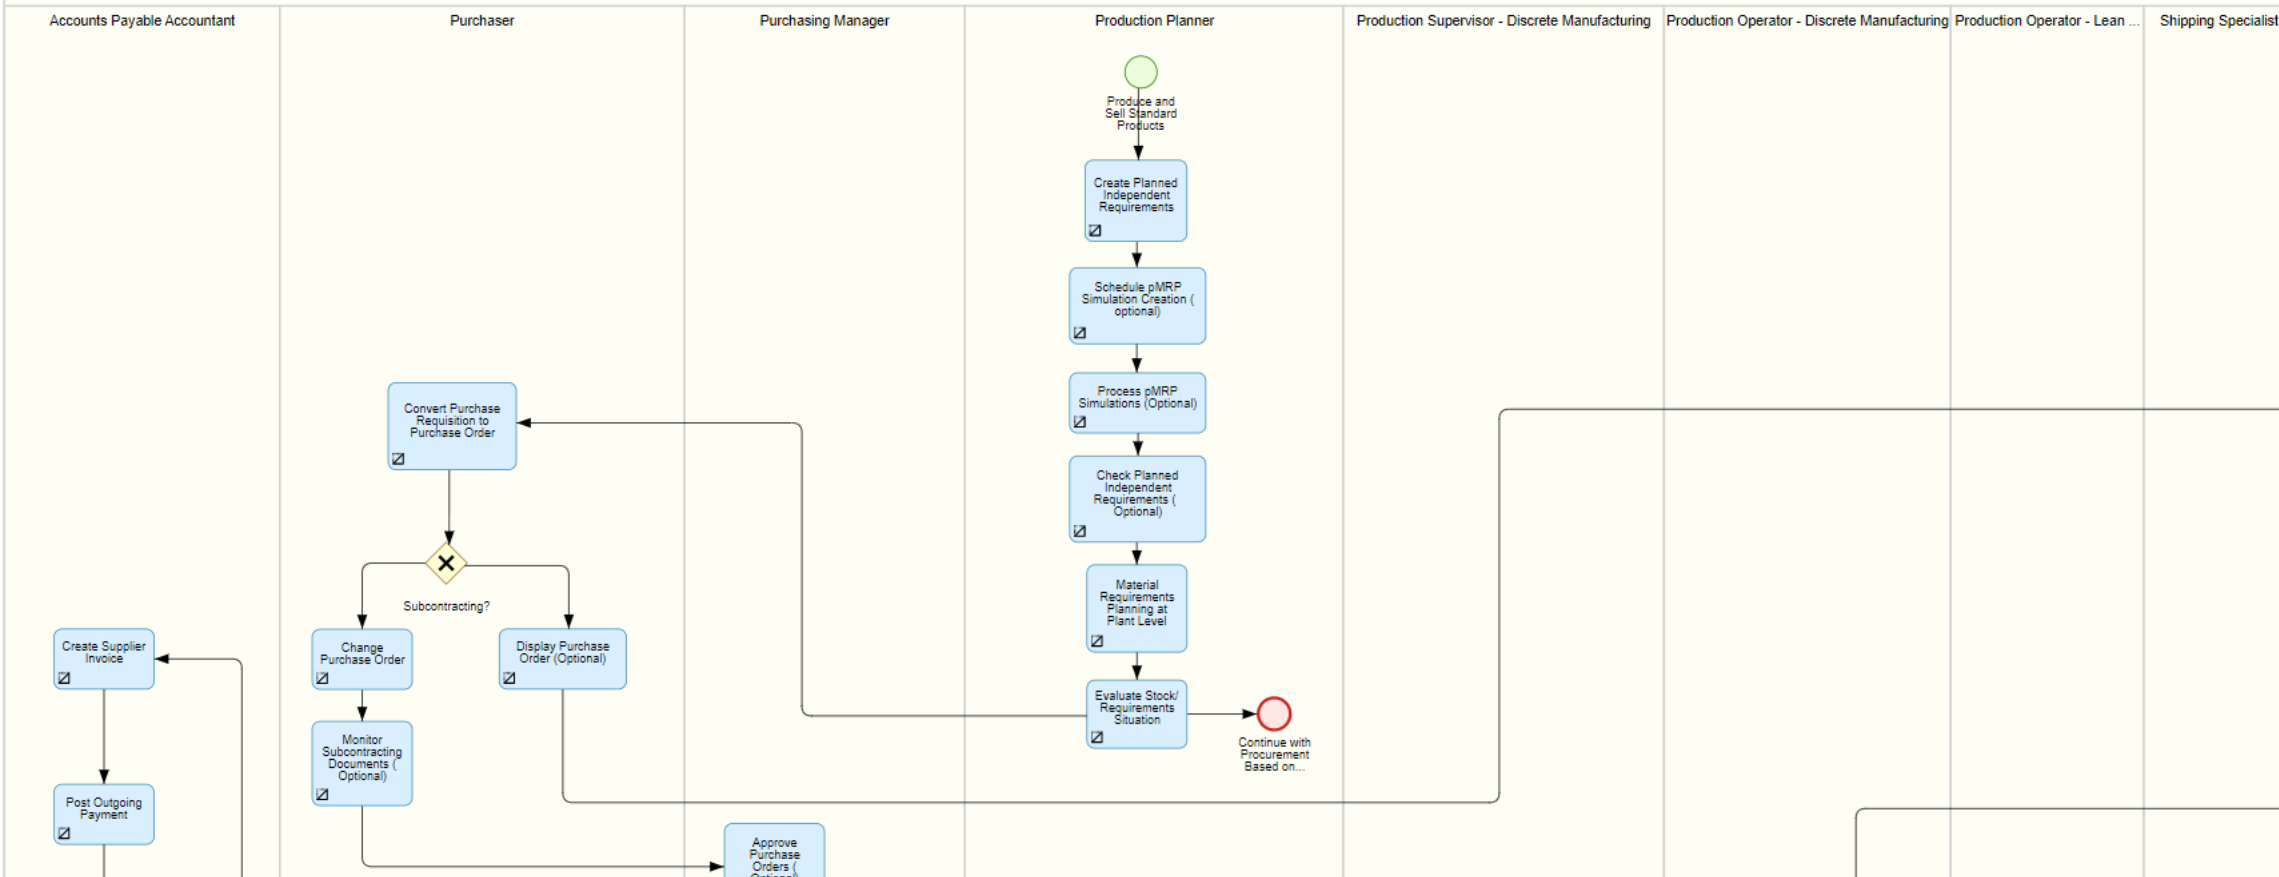 Accounts Payable Accountant
Purchaser
Purchasing Manager
Production Planner
Production Supervisor - Discrete Manufacturing
Production Operator - Discrete Manufacturing
Production Operator - Lean ...
Shipping Specialist
Produce and
Sell Standard
Products
Create Planned
Independent
Requirements
Schedule pMRP
Simulation Creation (
optional)
Process pMRP
Simulations (Optional)
Check Planned
Independent
Requirements (
Optional)
Material
Requirements
Planning at
Plant Level
Evaluate Stock/
Requirements
Situation
Continue with
Procurement
Based on...
Convert Purchase
Requisition to
Purchase Order
Subcontracting?
Change
Purchase Order
Display Purchase
Order (Optional)
Monitor
Subcontracting
Documents (
Optional)
Create Supplier
Invoice
Post Outgoing
Payment
Approve
Purchase
Orders (
Optional)